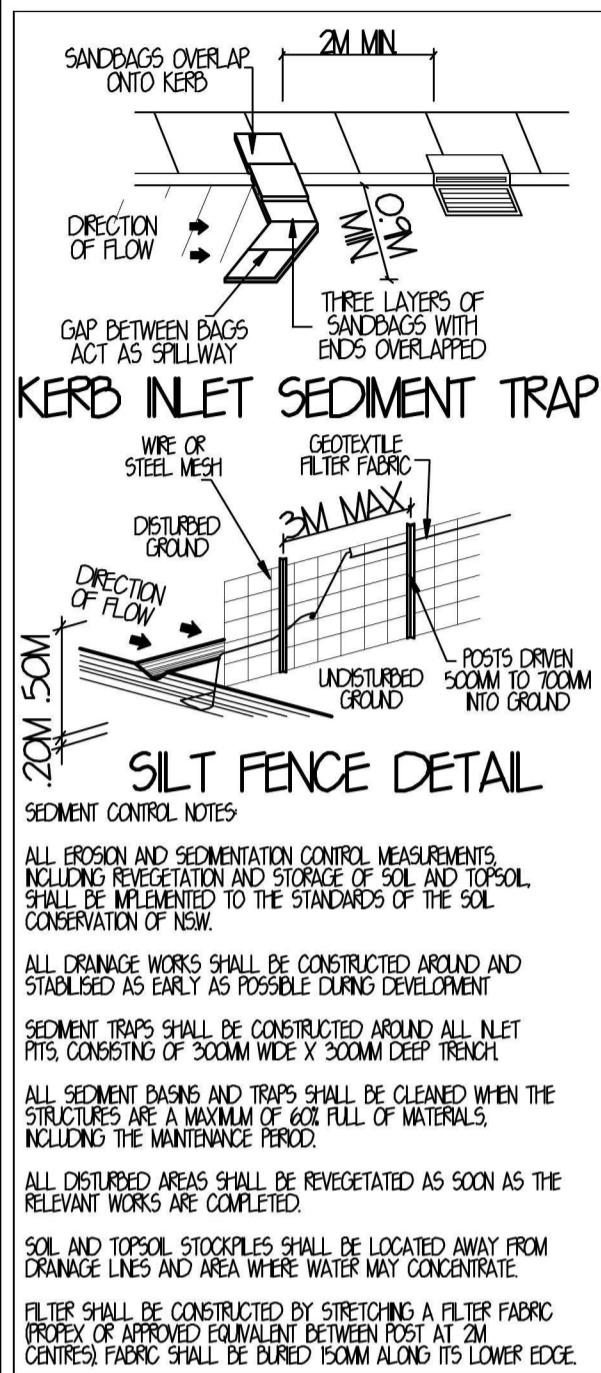 2M MIN.
SANDBAGS OVERLAP
ONTO KERB
DIRECTION
OF FLOW
0.9M
MIN
GAP BETWEEN BAGS
ACT AS SPILLWAY
THREE LAYERS OF
SANDBAGS WITH
ENDS OVERLAPPED
KERB INLET SEDIMENT TRAP
WIRE OR
STEEL MESH
GEOTEXTILE
FILTER FABRIC
3M MAX
DISTURBED
GROUND
DIRECTION
OF FLOW
.50M
.20M
UNDISTURBED
GROUND
POSTS DRIVEN
500MM TO 700MM
INTO GROUND
SILT FENCE DETAIL
SEDIMENT CONTROL NOTES:
ALL EROSION AND SEDIMENTATION CONTROL MEASUREMENTS,
INCLUDING REVEGETATION AND STORAGE OF SOIL AND TOPSOIL,
SHALL BE IMPLEMENTED TO THE STANDARDS OF THE SOIL
CONSERVATION OF NSW.
ALL DRAINAGE WORKS SHALL BE CONSTRUCTED AROUND AND
STABILISED AS EARLY AS POSSIBLE DURING DEVELOPMENT
SEDIMENT TRAPS SHALL BE CONSTRUCTED AROUND ALL INLET
PITS, CONSISTING OF 300MM WIDE X 300MM DEEP TRENCH.
ALL SEDIMENT BASINS AND TRAPS SHALL BE CLEANED WHEN THE
STRUCTURES ARE A MAXIMUM OF 60% FULL OF MATERIALS,
INCLUDING THE MAINTENANCE PERIOD.
ALL DISTURBED AREAS SHALL BE REVEGETATED AS SOON AS THE
RELEVANT WORKS ARE COMPLETED.
SOIL AND TOPSOIL STOCKPILES SHALL BE LOCATED AWAY FROM
DRAINAGE LINES AND AREA WHERE WATER MAY CONCENTRATE.
FILTER SHALL BE CONSTRUCTED BY STRETCHING A FILTER FABRIC
(PROPEX OR APPROVED EQUIVALENT BETWEEN POST AT 2M
CENTRES). FABRIC SHALL BE BURIED 150MM ALONG ITS LOWER EDGE.